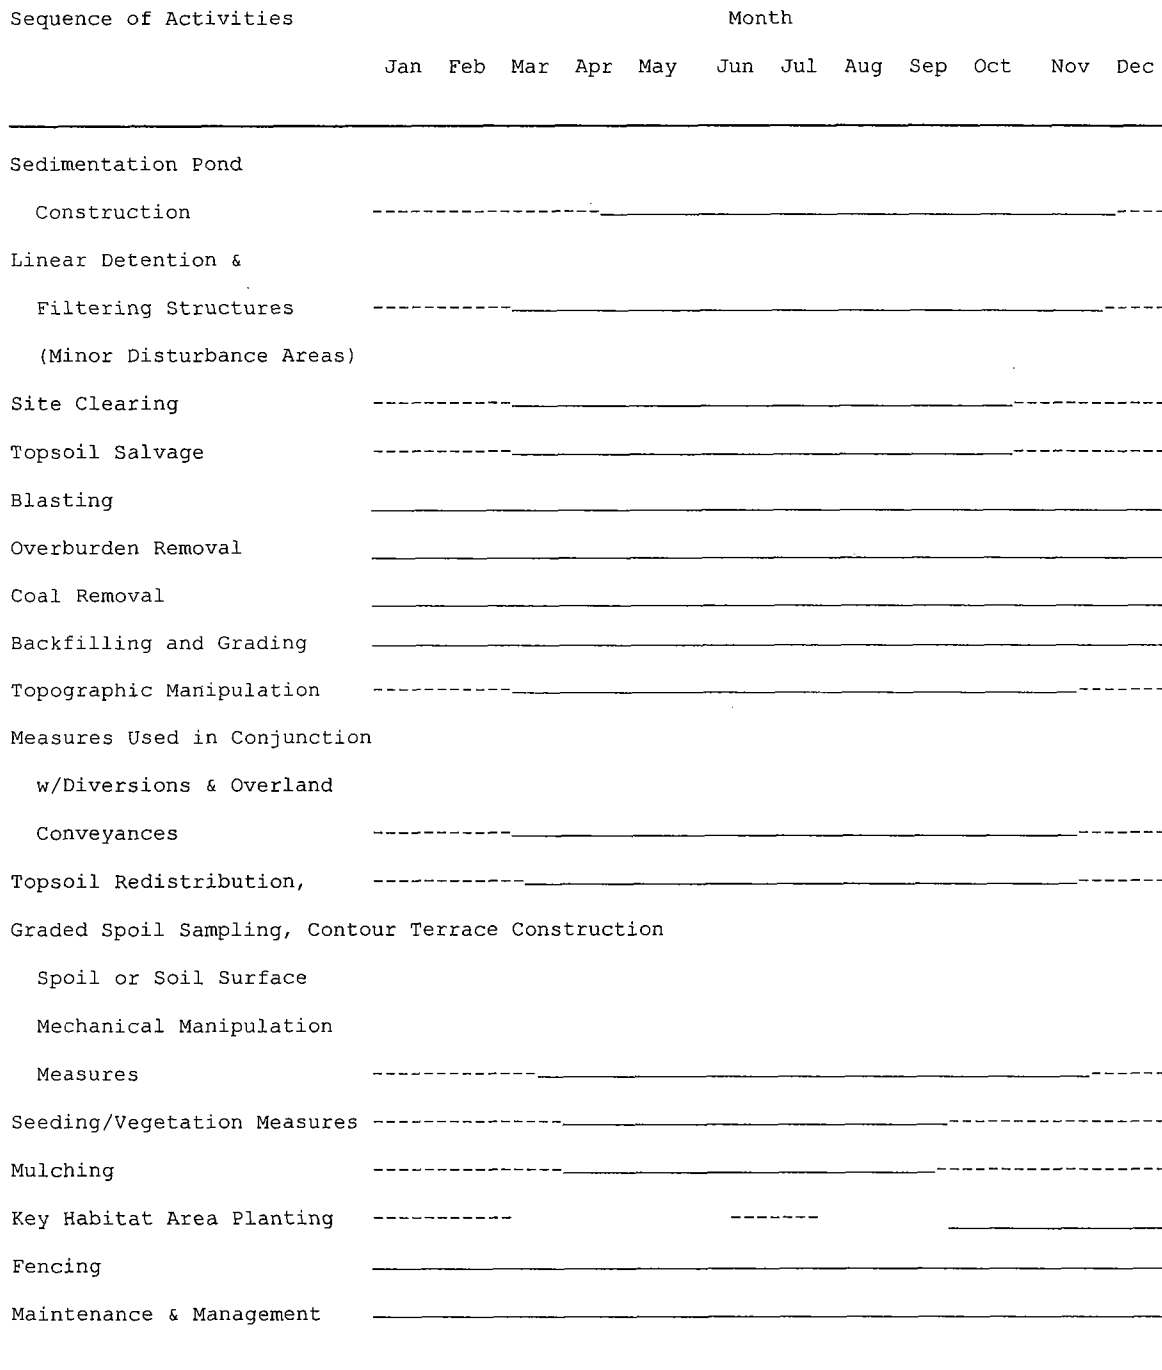 Sequence of Activities Month
Jan Feb Mar Apr May Jun Jul Aug Sep Oct Nov Dec
Sedimentation Pond
Construction
Linear Detention &
Filtering Structures
(Minor Disturbance Areas)
Site Clearing
Topsoil Salvage
Blasting
Overburden Removal
Coal Removal
Backfilling and Grading
Topographic Manipulation
Measures Used in Conjunction
w/Diversions & Overland
Conveyances
Topsoil Redistribution,
Graded Spoil Sampling, Contour Terrace Construction
Spoil or Soil Surface
Mechanical Manipulation
Measures
Seeding/Vegetation Measures
Mulching
Key Habitat Area Planting
Fencing
Maintenance & Management